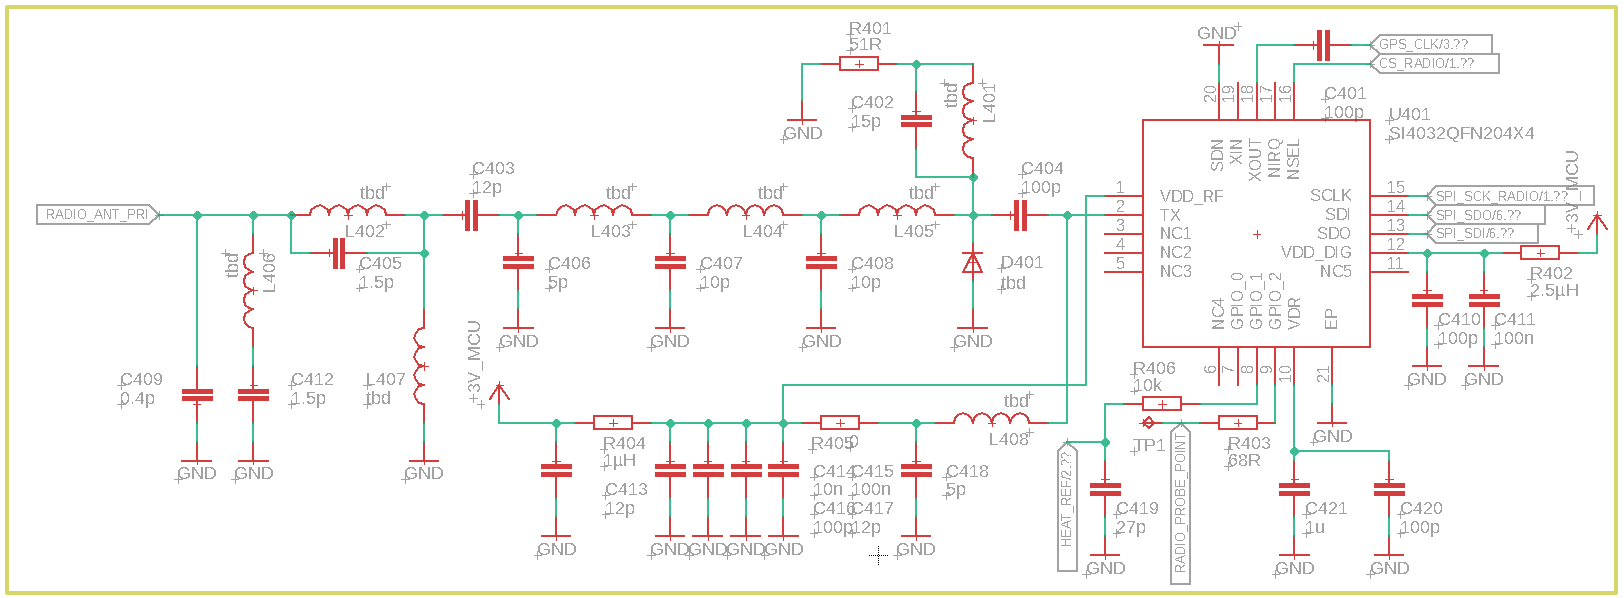 R401
51R
GND
GPS_CLK/3.??
CS_RADIO/1.??
tbd
L401
C402
15p
GND
20
19
18
17
16
C401
100p
U401
SI4032QFN204X4
SDN
XIN
XOUT
NIRQ
NSEL
+3V_MCU
C403
12p
C404
100p
RADIO_ANT_PRI
tbd
L402
tbd
L403
tbd
L404
tbd
L405
1
VDD_RF
2
TX
3
NC1
4
NC2
5
NC3
SCLK
15
SPI_SCK_RADIO/1.??
SDI
14
SPI_SDO/6.??
SDO
13
SPI_SDI/6.??
VDD_DIG
12
NC5
11
tbd
L406
C405
1.5p
C406
5p
C407
10p
C408
10p
D401
tbd
R402
2.5µH
NC4
GPIO_0
GPIO_1
GPIO_2
VDR
EP
C410
100p
C411
100n
GND
GND
GND
GND
+3V_MCU
6
7
8
9
10
21
GND
GND
C409
0.4p
C412
1.5p
L407
tbd
R406
10k
tbd
L408
R404
1µH
R405
0
TP1
R403
68R
GND
GND
GND
GND
C413
12p
C414
10n
C415
100n
C416
100p
C417
12p
C418
5p
HEAT_REF/2.??
C419
27p
RADIO_PROBE_POINT
C421
1u
C420
100p
GND
GND
GND
GND
GND
GND
GND
GND
GND